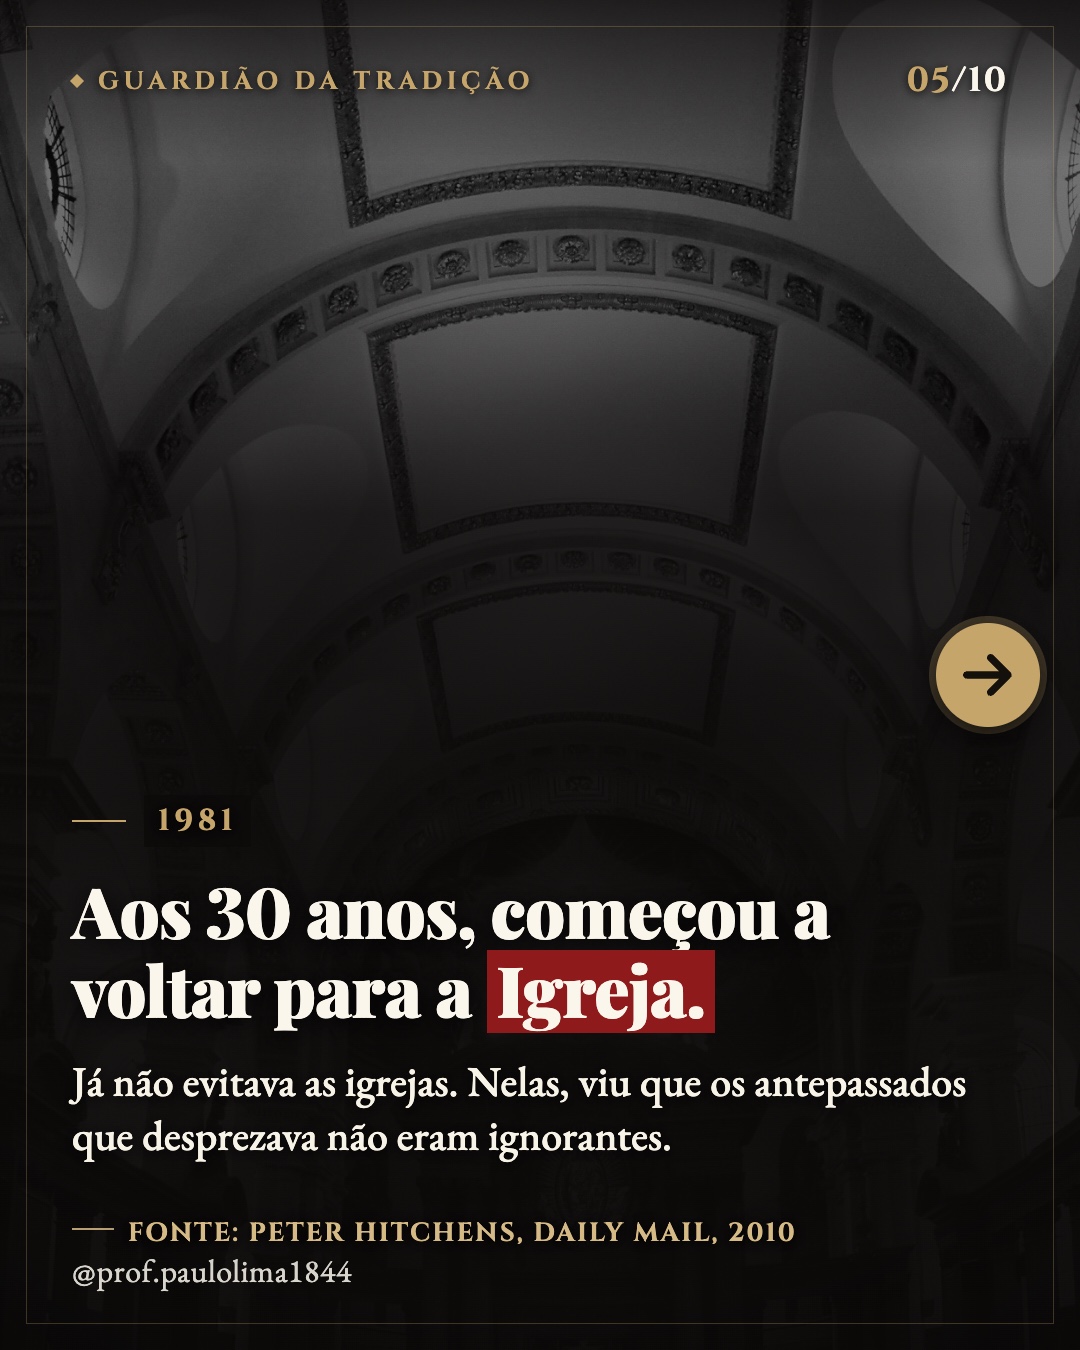 GUARDIÃO DA TRADIÇÃO
05/10
1981
Aos 30 anos, começou a
voltar para a Igreja.
Já não evitava as igrejas. Nelas, viu que os antepassados
que desprezava não eram ignorantes.
FONTE: PETER HITCHENS, DAILY MAIL, 2010
@prof.paulolima1844